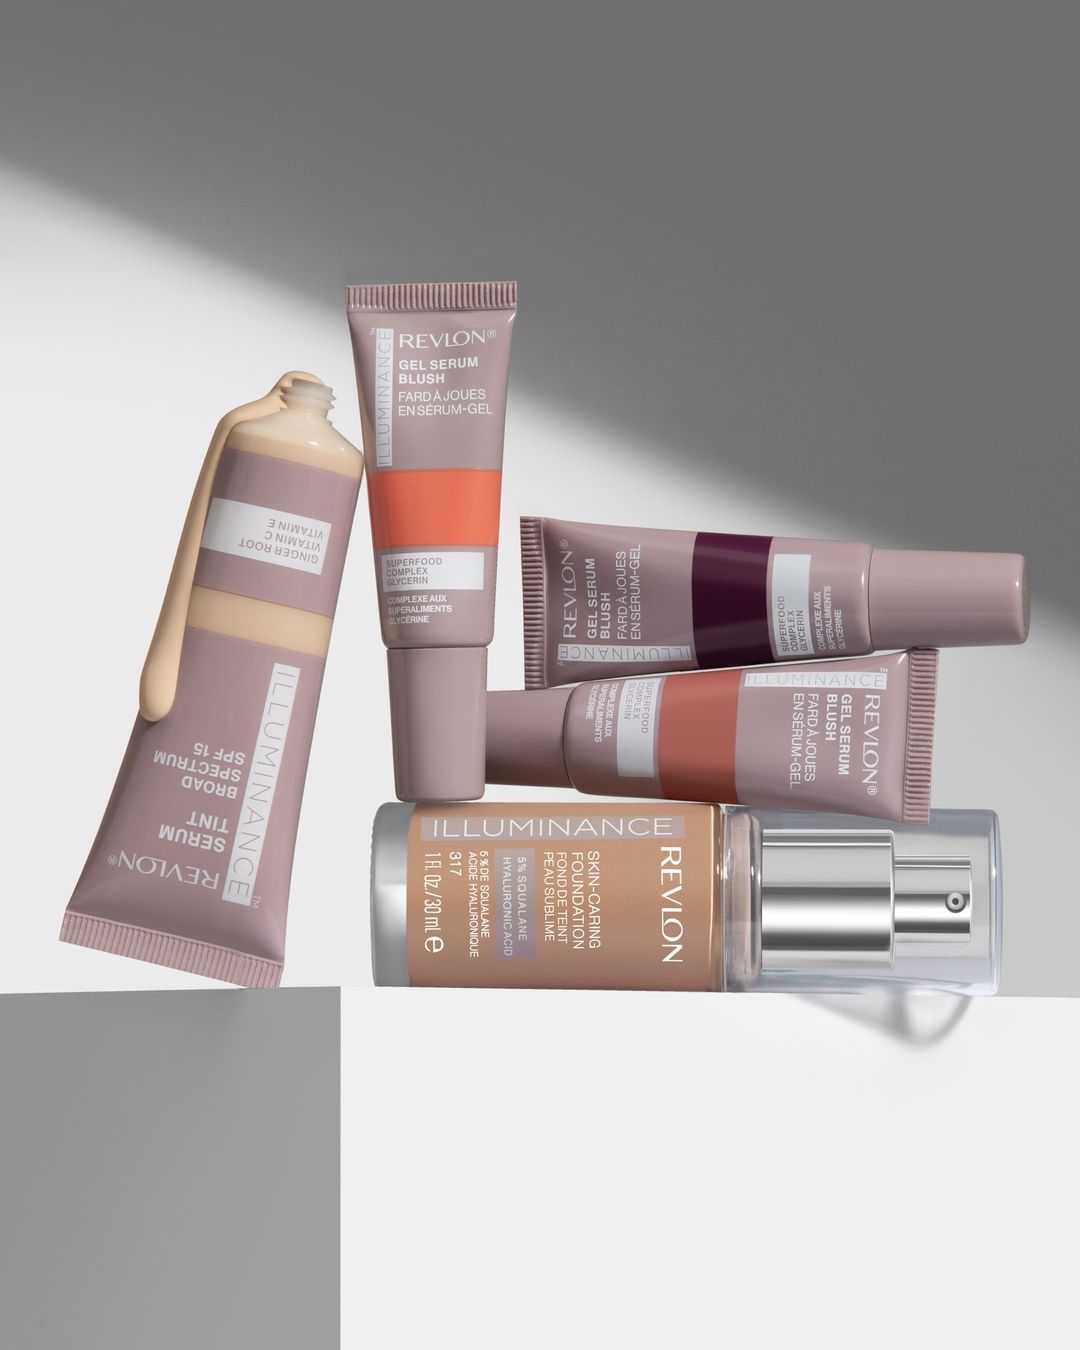 REVLON®
ILLUMINANCE™
GEL SERUM
BLUSH
FARD À JOUES
EN SÉRUM-GEL
SUPERFOOD
COMPLEX
GLYCERIN
COMPLEXE AUX
SUPERALIMENTS
GLYCÉRINE
GINGER ROOT
VITAMIN C
VITAMIN E
ILLUMINANCE™
BROAD
SPECTRUM
SPF 15
SERUM
TINT
REVLON®
REVLON®
ILLUMINANCE™
GEL SERUM
BLUSH
FARD À JOUES
EN SÉRUM-GEL
SUPERFOOD
COMPLEX
GLYCERIN
COMPLEXE AUX
SUPERALIMENTS
GLYCÉRINE
REVLON®
ILLUMINANCE™
GEL SERUM
BLUSH
FARD À JOUES
EN SÉRUM-GEL
SUPERFOOD
COMPLEX
GLYCERIN
COMPLEXE AUX
SUPERALIMENTS
GLYCÉRINE
REVLON
ILLUMINANCE
SKIN-CARING
FOUNDATION
FOND DE TEINT
PEAU SUBLIME
5% SQUALANE
HYALURONIC ACID
5 % DE SQUALANE
ACIDE HYALURONIQUE
317
1 Fl. Oz./30 mL ℮